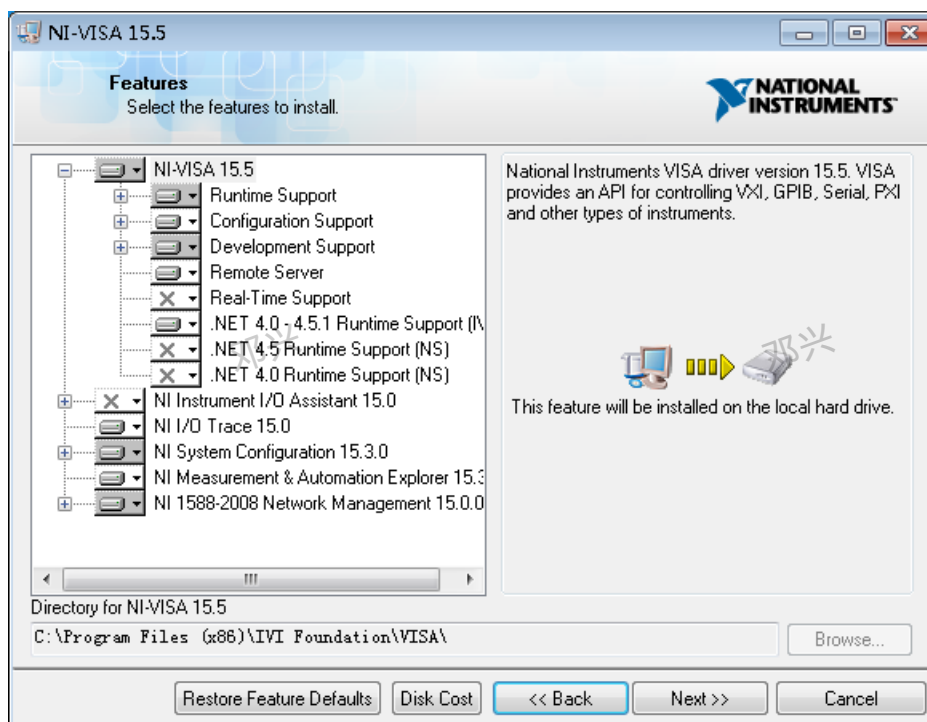 NI-VISA 15.5
Features
Select the features to install.
NATIONAL
INSTRUMENTS™
NI-VISA 15.5
Runtime Support
Configuration Support
Development Support
Remote Server
Real-Time Support
.NET 4.0 - 4.5.1 Runtime Support (I\
.NET 4.5 Runtime Support (NS)
.NET 4.0 Runtime Support (NS)
NI Instrument I/O Assistant 15.0
NI I/O Trace 15.0
NI System Configuration 15.3.0
NI Measurement & Automation Explorer 15.3
NI 1588-2008 Network Management 15.0.0
National Instruments VISA driver version 15.5. VISA
provides an API for controlling VXI, GPIB, Serial, PXI
and other types of instruments.
邓兴
邓兴
This feature will be installed on the local hard drive.
Directory for NI-VISA 15.5
C:\Program Files (x86)\IVI Foundation\VISA\
Browse...
Restore Feature Defaults
Disk Cost
<< Back
Next >>
Cancel